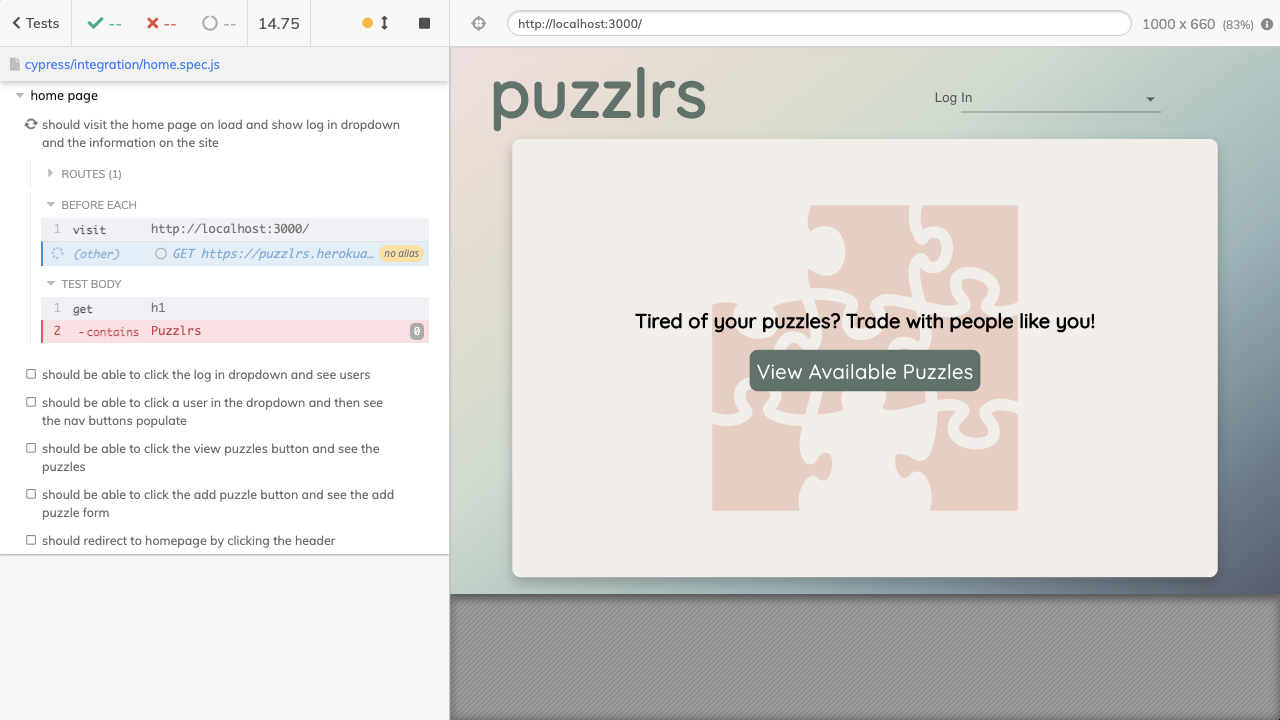 Tests
--
--
--
14.75
http://localhost:3000/
1000 x 660 (83%)
cypress/integration/home.spec.js
home page
should visit the home page on load and show log in dropdown
and the information on the site
ROUTES (1)
BEFORE EACH
1 visit http://localhost:3000/
(other) GET https://puzzlrs.herokua… no alias
TEST BODY
1 get h1
2 -contains Puzzlrs 0
should be able to click the log in dropdown and see users
should be able to click a user in the dropdown and then see
the nav buttons populate
should be able to click the view puzzles button and see the
puzzles
should be able to click the add puzzle button and see the add
puzzle form
should redirect to homepage by clicking the header
puzzlrs
Log In
Tired of your puzzles? Trade with people like you!
View Available Puzzles